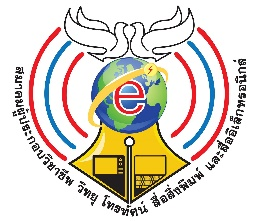 สมาคมผู้ประกอบวิชาชีพ วิทยุ โทรทัศน์ สื่อสิ่งพิมพ์ และสื่ออิเล็กทรอนิกส์
e